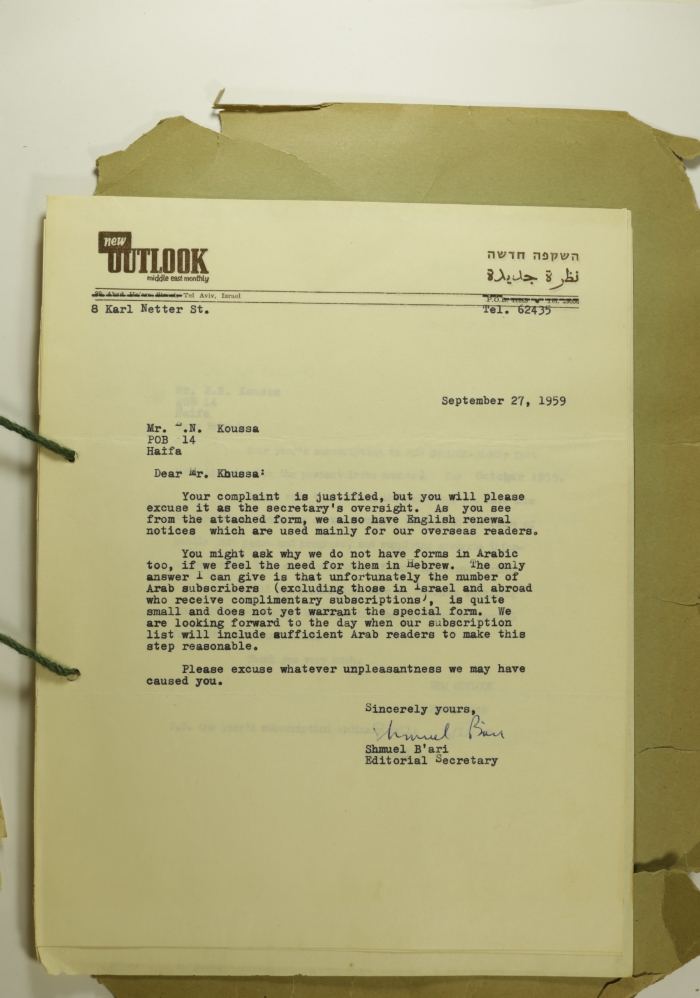 new
OUTLOOK
middle east monthly
השקפה חדשה
نظرة جديدة
Tel Aviv, Israel
8 Karl Netter St.
Tel. 62435
September 27, 1959
Mr. .N. Koussa
POB 14
Haifa
Dear Mr. Koussa:
Your complaint is justified, but you will please
excuse it as the secretary's oversight. As you see
from the attached form, we also have English renewal
notices which are used mainly for our overseas readers.
You might ask why we do not have forms in Arabic
too, if we feel the need for them in Hebrew. The only
answer I can give is that unfortunately the number of
Arab subscribers (excluding those in Israel and abroad
who receive complimentary subscriptions), is quite
small and does not yet warrant the special form. We
are looking forward to the day when our subscription
list will include sufficient Arab readers to make this
step reasonable.
Please excuse whatever unpleasantness we may have
caused you.
Sincerely yours,
Shmuel B'ari
Shmuel B'ari
Editorial Secretary